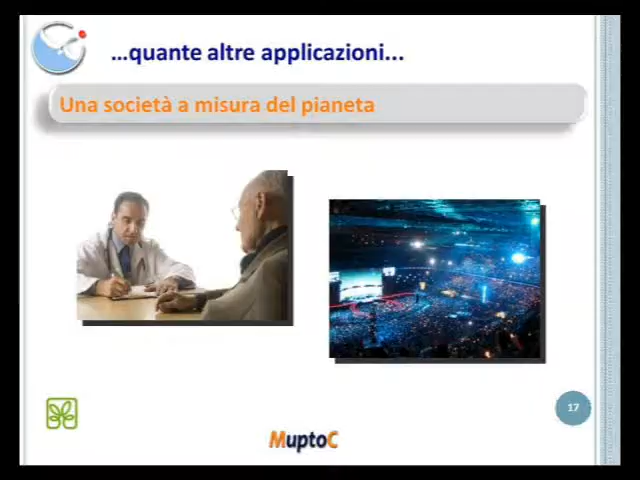 ...quante altre applicazioni...
Una società a misura del pianeta
17
MuptoC